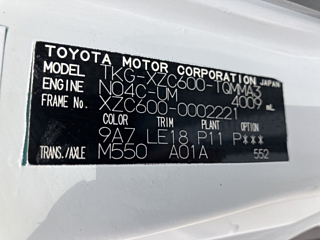 TOYOTA MOTOR CORPORATION JAPAN
MODEL TKG-XZC600-TQMMA3
ENGINE N04C-UM 4009 mL
FRAME No. XZC600-0002221
COLOR TRIM PLANT OPTION
9A7 LE18 P11 P***
TRANS./AXLE M550 A01A 552